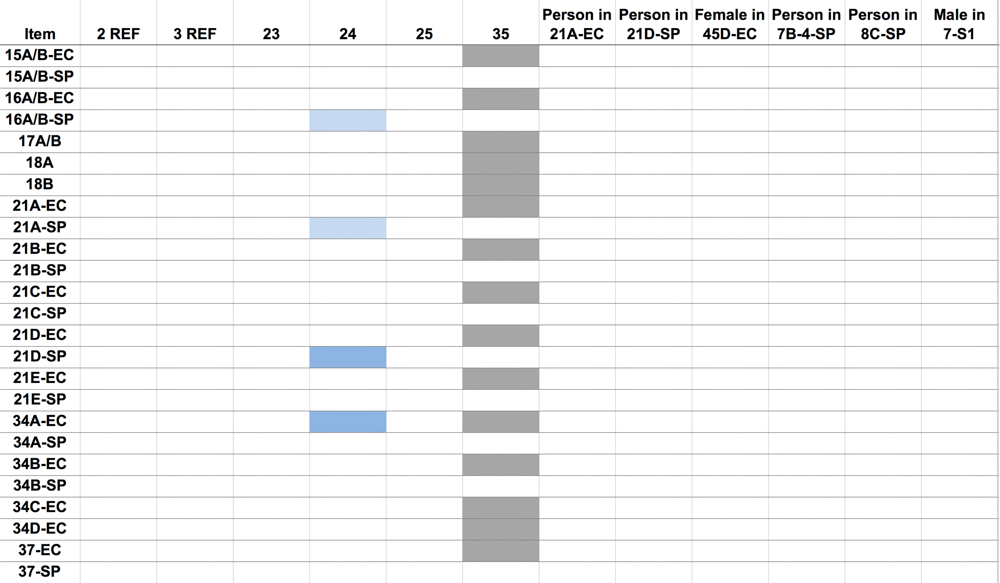 Item 2 REF 3 REF 23 24 25 35 Person in 21A-EC Person in 21D-SP Female in 45D-EC Person in 7B-4-SP Person in 8C-SP Male in 7-S1
15A/B-EC
15A/B-SP
16A/B-EC
16A/B-SP
17A/B
18A
18B
21A-EC
21A-SP
21B-EC
21B-SP
21C-EC
21C-SP
21D-EC
21D-SP
21E-EC
21E-SP
34A-EC
34A-SP
34B-EC
34B-SP
34C-EC
34D-EC
37-EC
37-SP